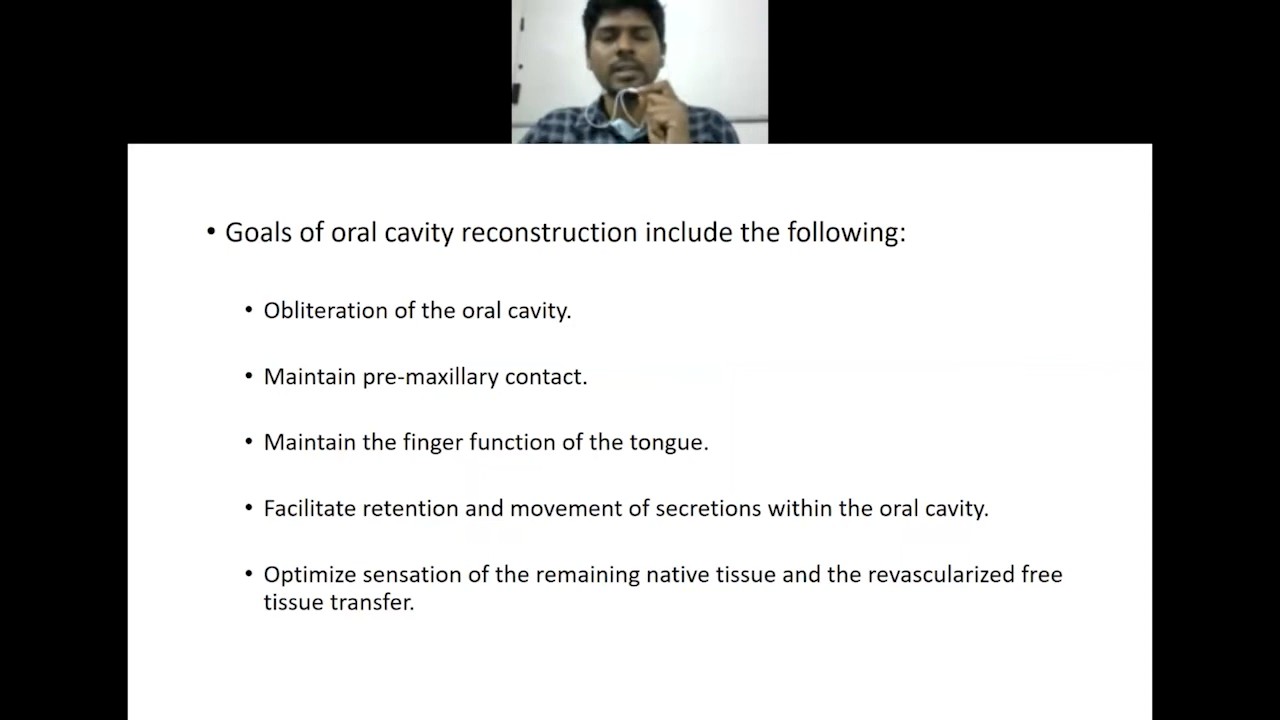 • Goals of oral cavity reconstruction include the following:
• Obliteration of the oral cavity.
• Maintain pre-maxillary contact.
• Maintain the finger function of the tongue.
• Facilitate retention and movement of secretions within the oral cavity.
• Optimize sensation of the remaining native tissue and the revascularized free
tissue transfer.